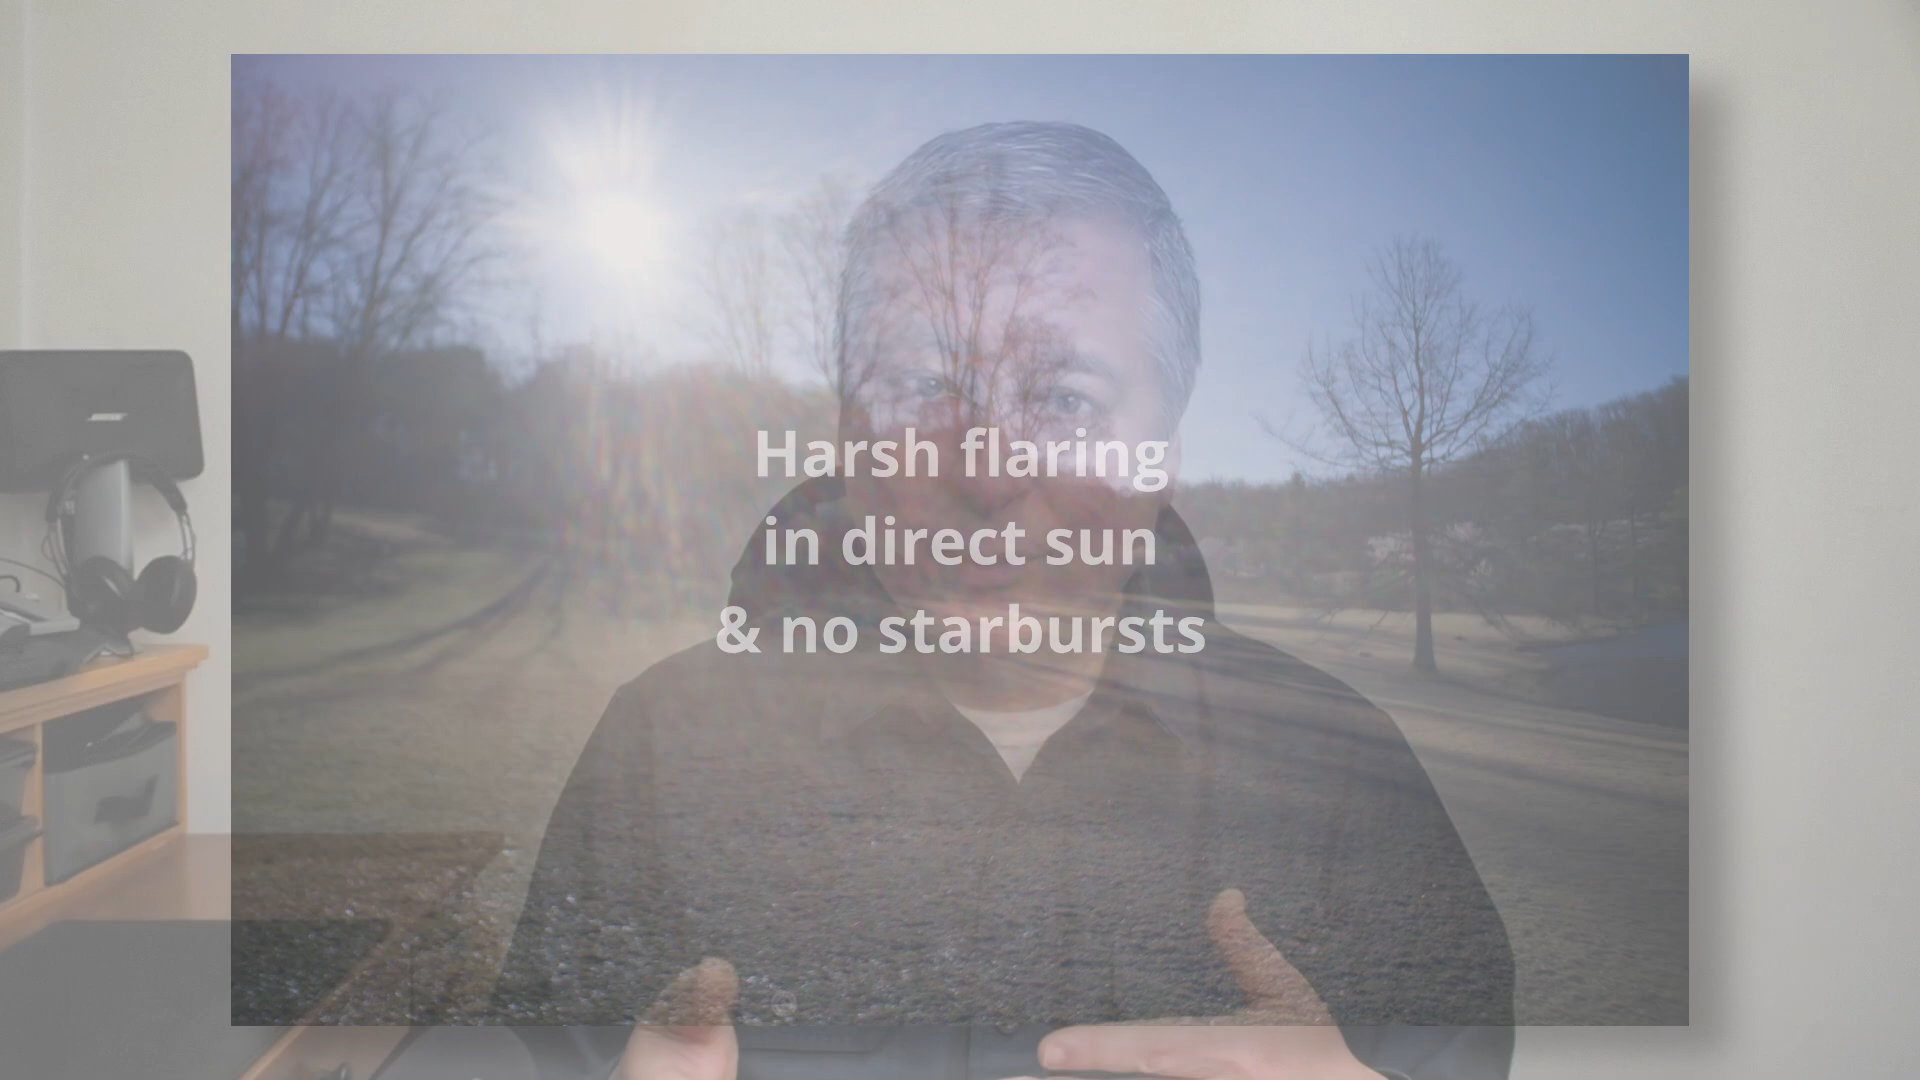 Harsh flaring
in direct sun
& no starbursts